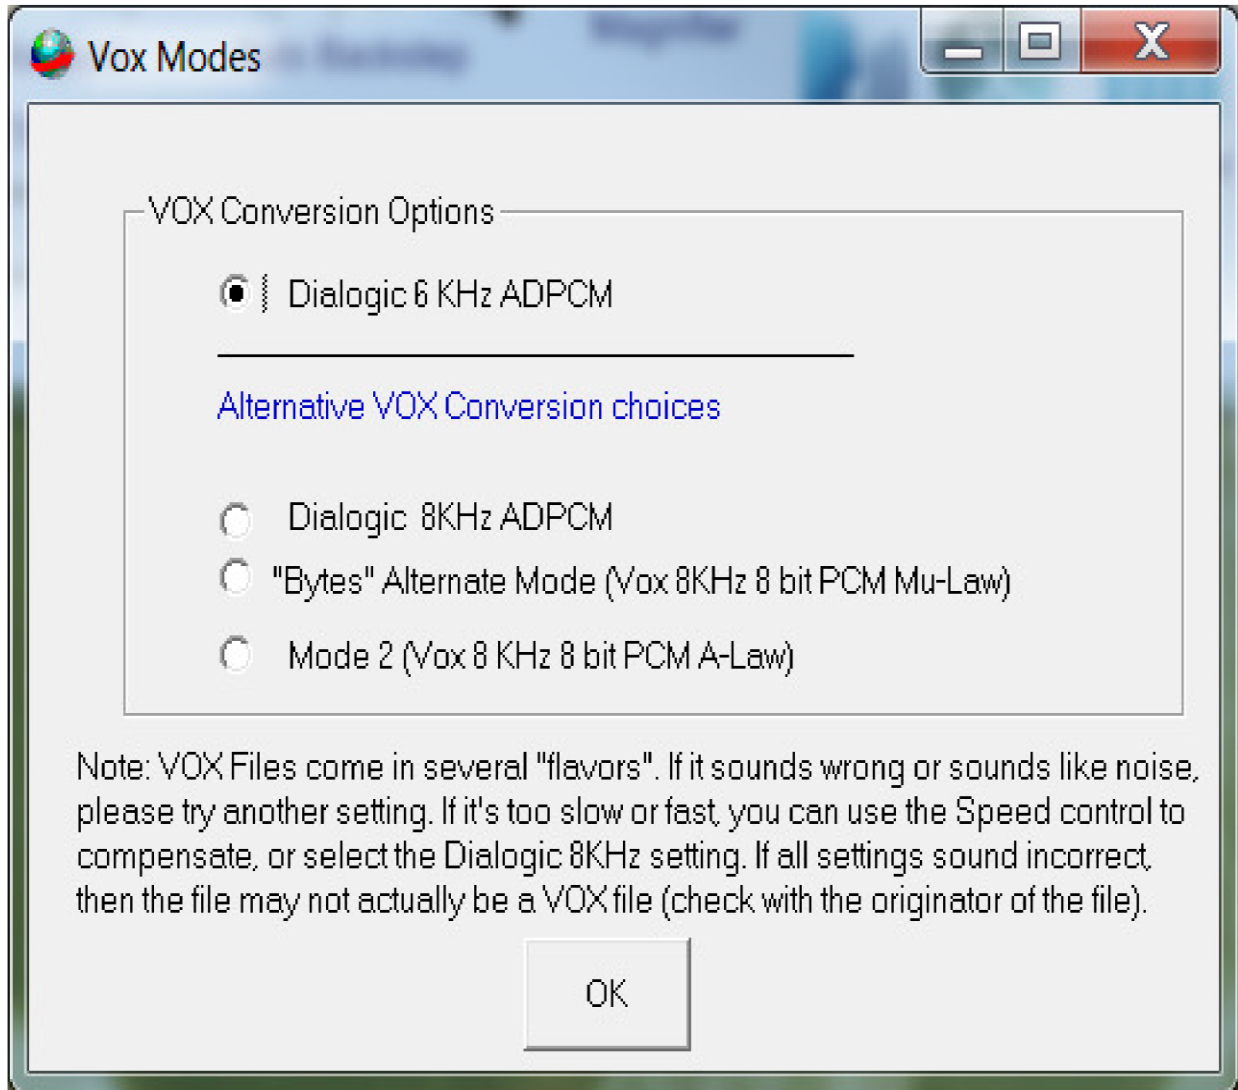 Vox Modes
VOX Conversion Options
Dialogic 6 KHz ADPCM
Alternative VOX Conversion choices
Dialogic 8KHz ADPCM
"Bytes" Alternate Mode (Vox 8KHz 8 bit PCM Mu-Law)
Mode 2 (Vox 8 KHz 8 bit PCM A-Law)
Note: VOX Files come in several "flavors". If it sounds wrong or sounds like noise,
please try another setting. If it's too slow or fast, you can use the Speed control to
compensate, or select the Dialogic 8KHz setting. If all settings sound incorrect,
then the file may not actually be a VOX file (check with the originator of the file).
OK